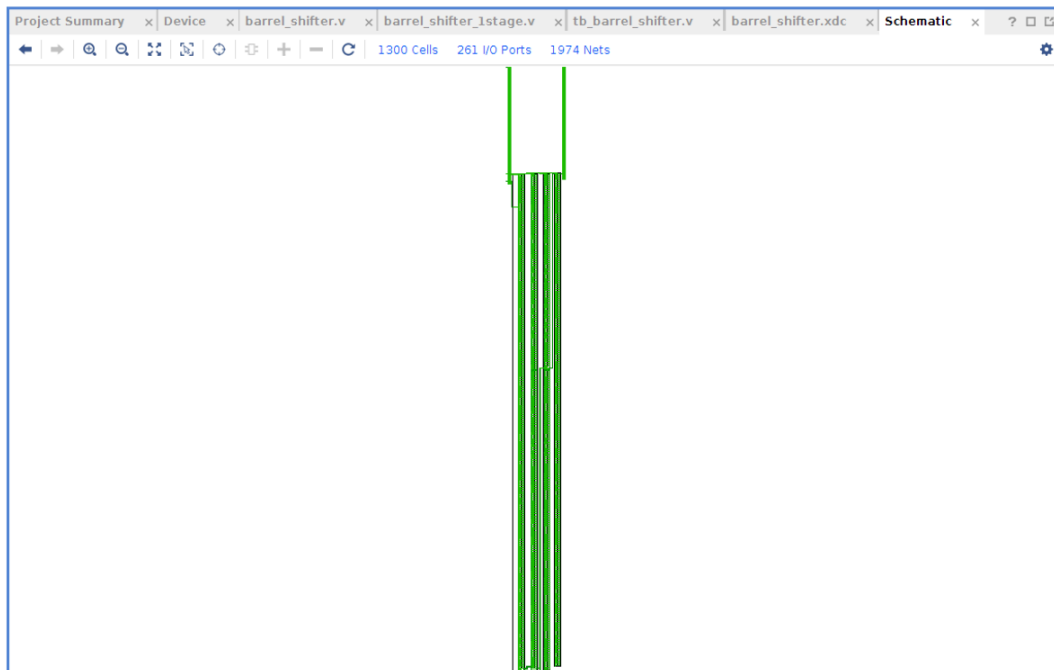 Project Summary × Device × barrel_shifter.v × barrel_shifter_1stage.v × tb_barrel_shifter.v × barrel_shifter.xdc × Schematic × ?
1300 Cells 261 I/O Ports 1974 Nets